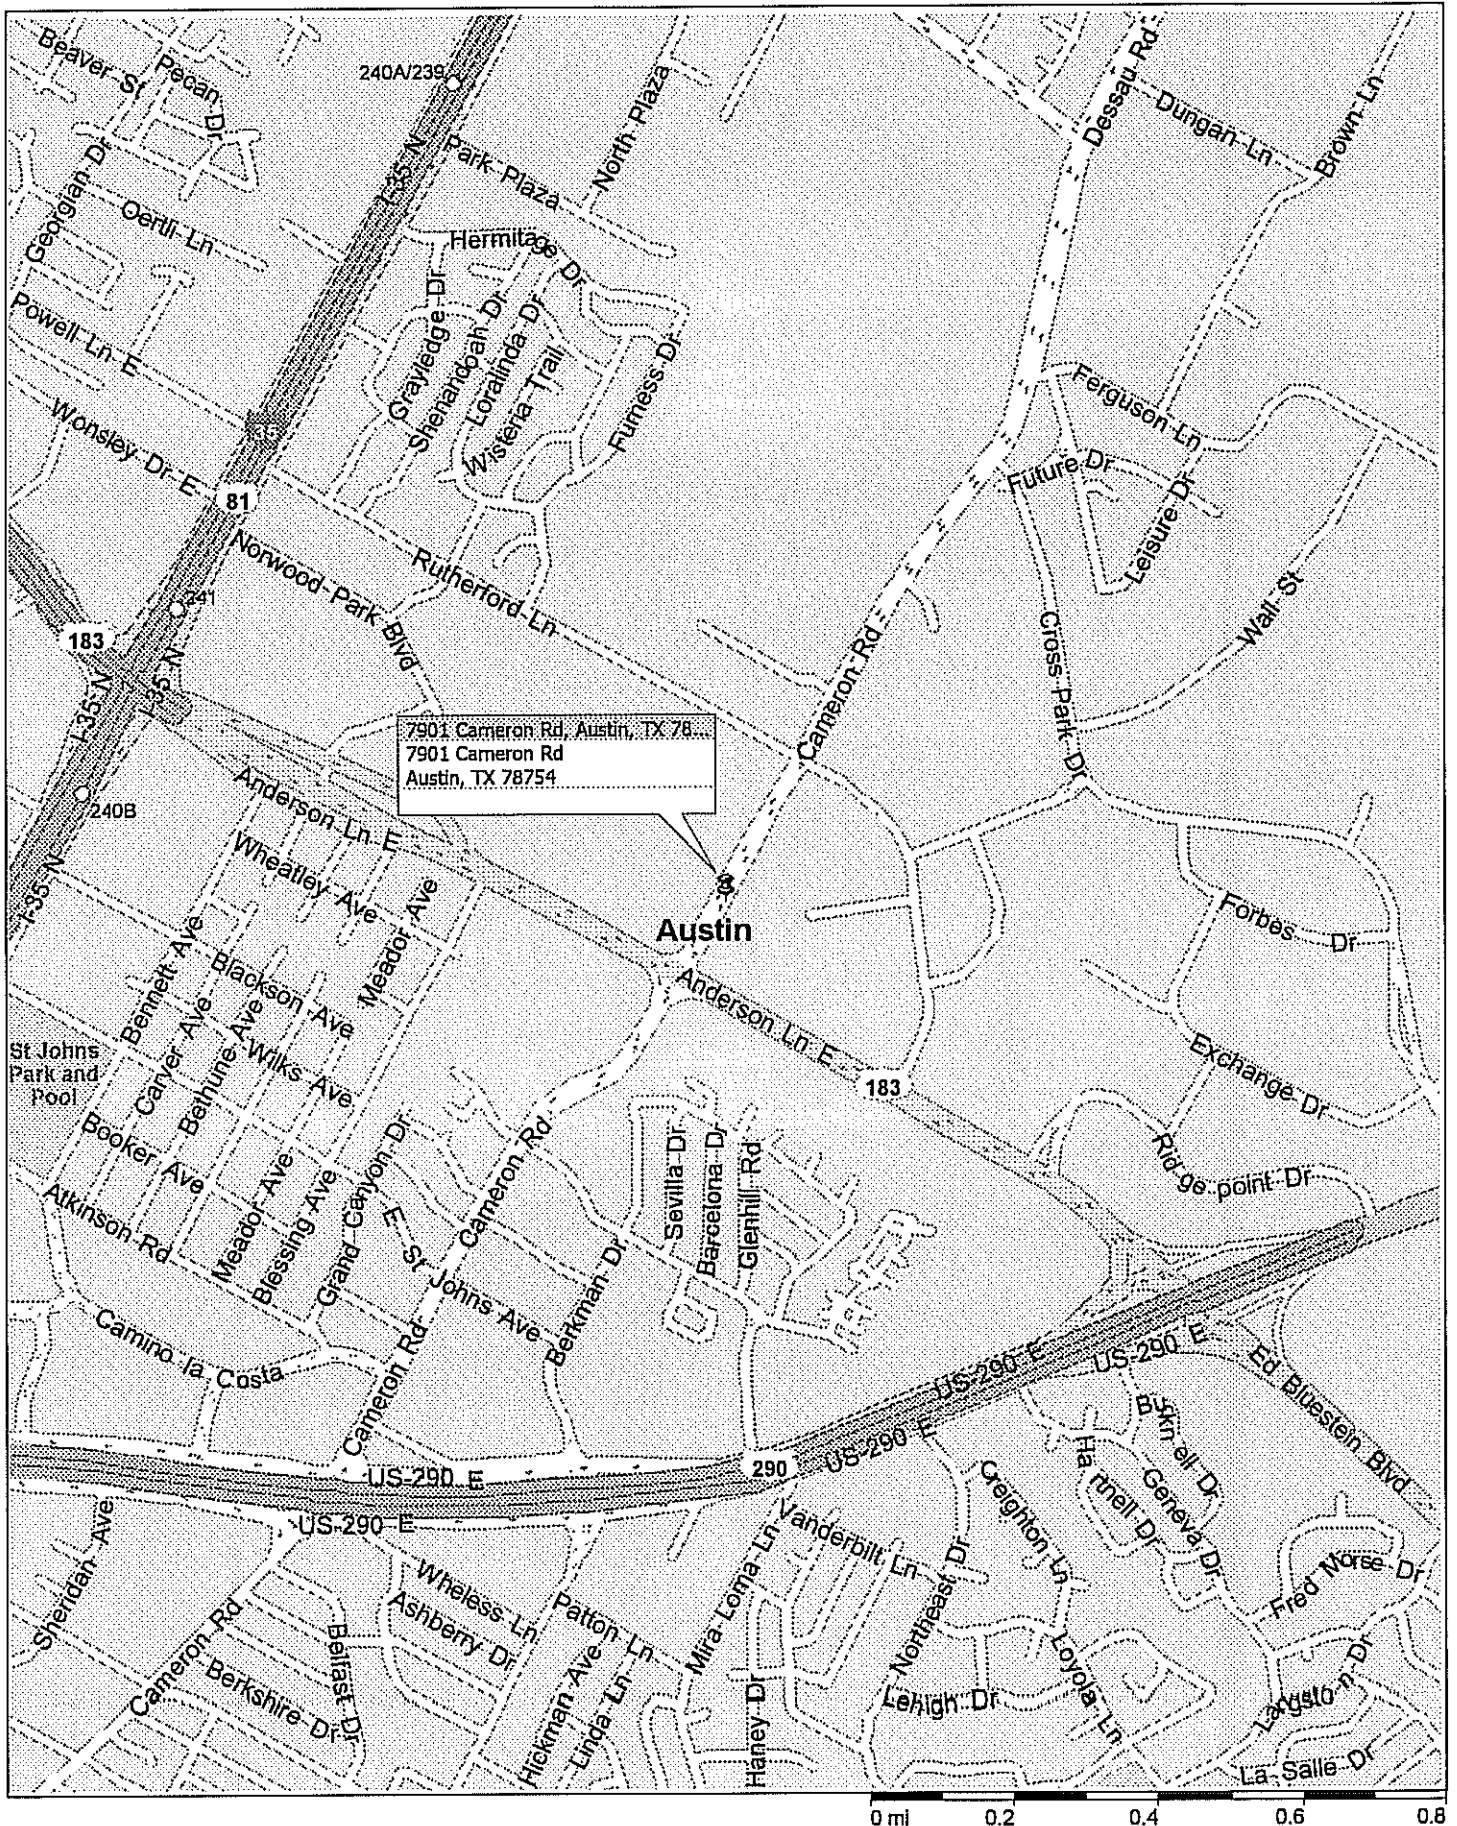 Beaver St
Pecan Dr
240A/239
North Plaza
Dessau Rd
Dungan Ln
Brown Ln
I-35 N
Park Plaza
Georgian Dr
Oertli Ln
Hermitage Dr
Powell Ln E
Grayledge Dr
Shenandoah Dr
Loralinda Dr
Wisteria Trail
Furness Dr
Ferguson Ln
Wonsley Dr E
81
Future Dr
Leisure Dr
Norwood Park Blvd
Rutherford Ln
241
183
Wall St
Cross Park Dr
Cameron Rd
I-35 N
I-35 N
7901 Cameron Rd, Austin, TX 78...
7901 Cameron Rd
Austin, TX 78754
Anderson Ln E
240B
Wheatley Ave
I-35 N
Meador Ave
Austin
Forbes Dr
Bennett Ave
Blackson Ave
Anderson Ln E
Carver Ave
Bethune Ave
Wilks Ave
St Johns
Park and
Pool
183
Exchange Dr
Booker Ave
Grand Canyon Dr
Cameron Rd
Sevilla Dr
Barcelona Dr
Glenhill Rd
Ridgepoint Dr
Atkinson Rd
Meador Ave
Blessing Ave
E St Johns Ave
Berkman Dr
Camino la Costa
Cameron Rd
US-290 E
US-290 E
Ed Bluestein Blvd
Bucknell Dr
US-290 E
290
US-290 E
Hartnell Dr
Geneva Dr
Creighton Ln
US-290 E
Sheridan Ave
Vanderbilt Ln
Wheless Ln
Ashberry Dr
Patton Ln
Mira Loma Ln
Northeast Dr
Fred Morse Dr
Cameron Rd
Belfast Dr
Berkshire Dr
Hickman Ave
Linda Ln
Haney Dr
Lehigh Dr
Loyola Ln
Langston Dr
La Salle Dr
0 mi 0.2 0.4 0.6 0.8